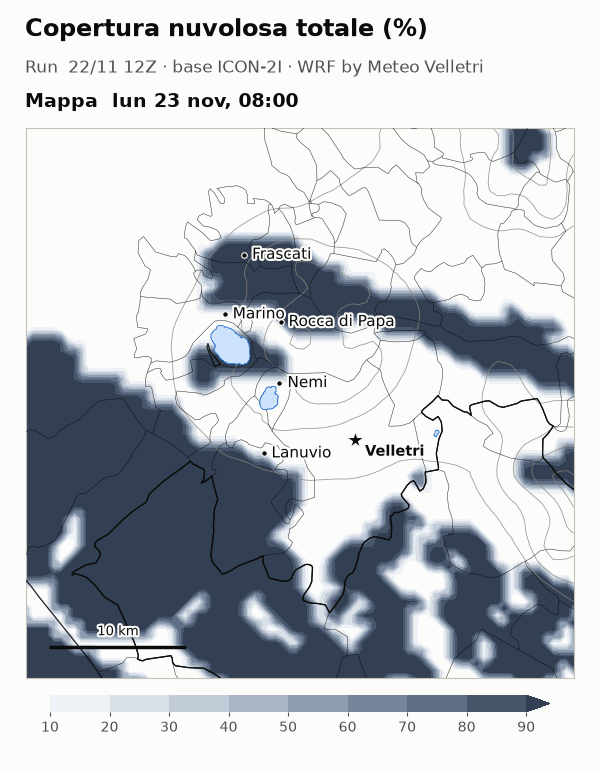 Copertura nuvolosa totale (%)
Run 22/11 12Z · base ICON-2I · WRF by Meteo Velletri
Mappa lun 23 nov, 08:00
Frascati
Marino
Rocca di Papa
Nemi
Velletri
Lanuvio
10 km
10 20 30 40 50 60 70 80 90